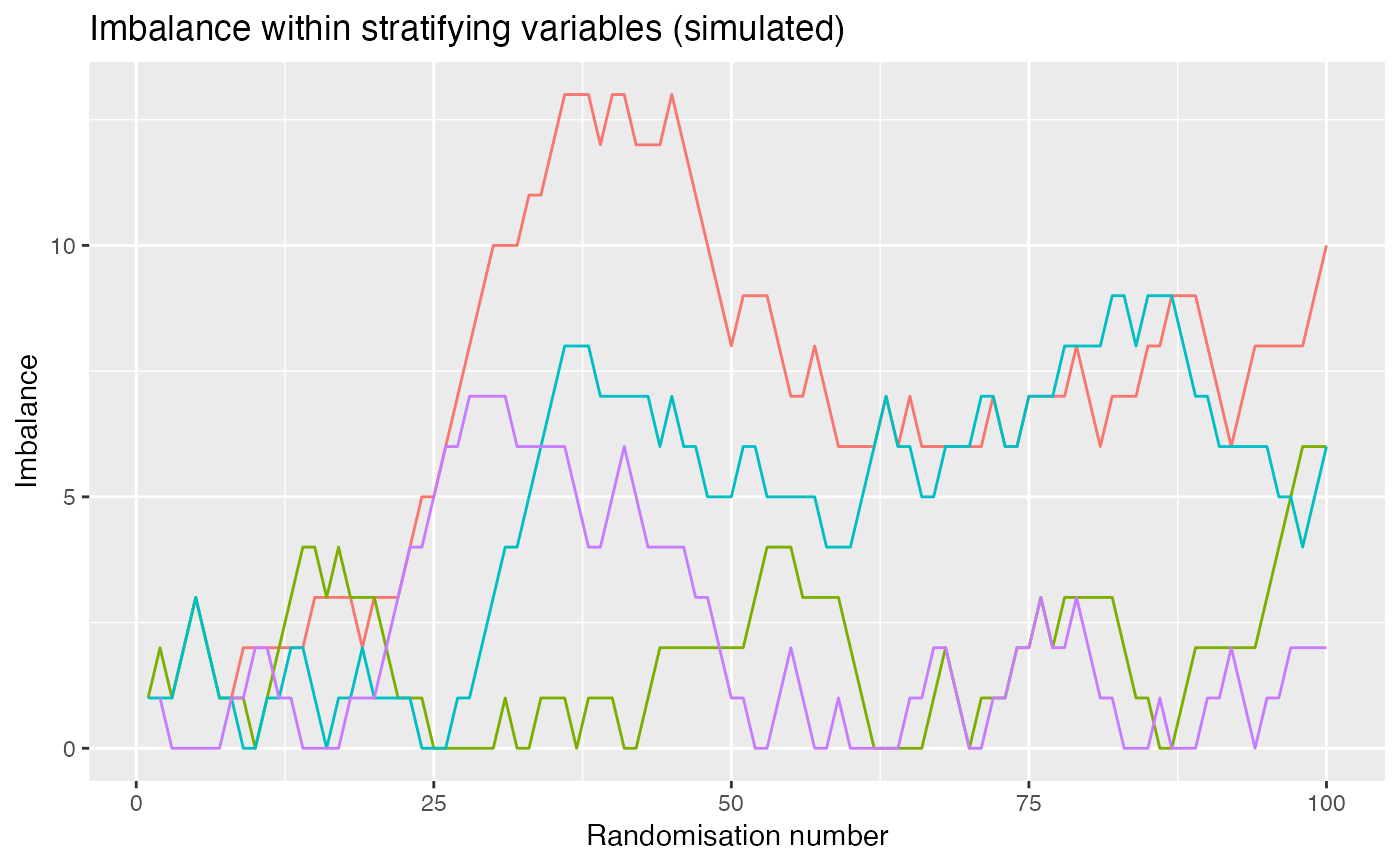 Imbalance within stratifying variables (simulated)
Imbalance
10
5
0
0 25 50 75 100
Randomisation number